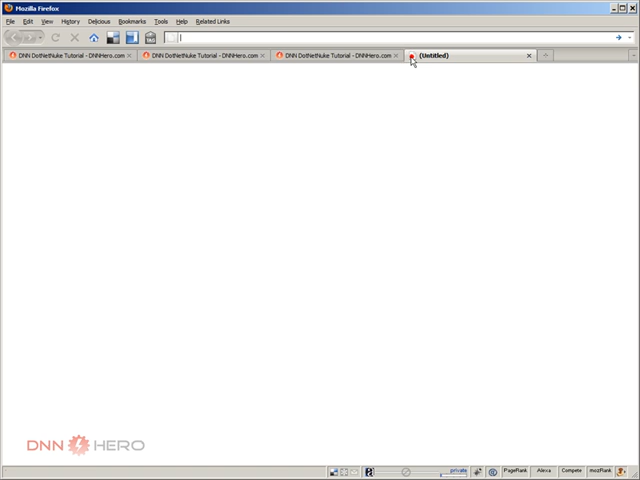 Mozilla Firefox
File Edit View History Delicious Bookmarks Tools Help Related Links
DNN DotNetNuke Tutorial - DNNHero.com DNN DotNetNuke Tutorial - DNNHero.com DNN DotNetNuke Tutorial - DNNHero.com (Untitled)
DNN HERO
private PageRank Alexa Compete mozRank